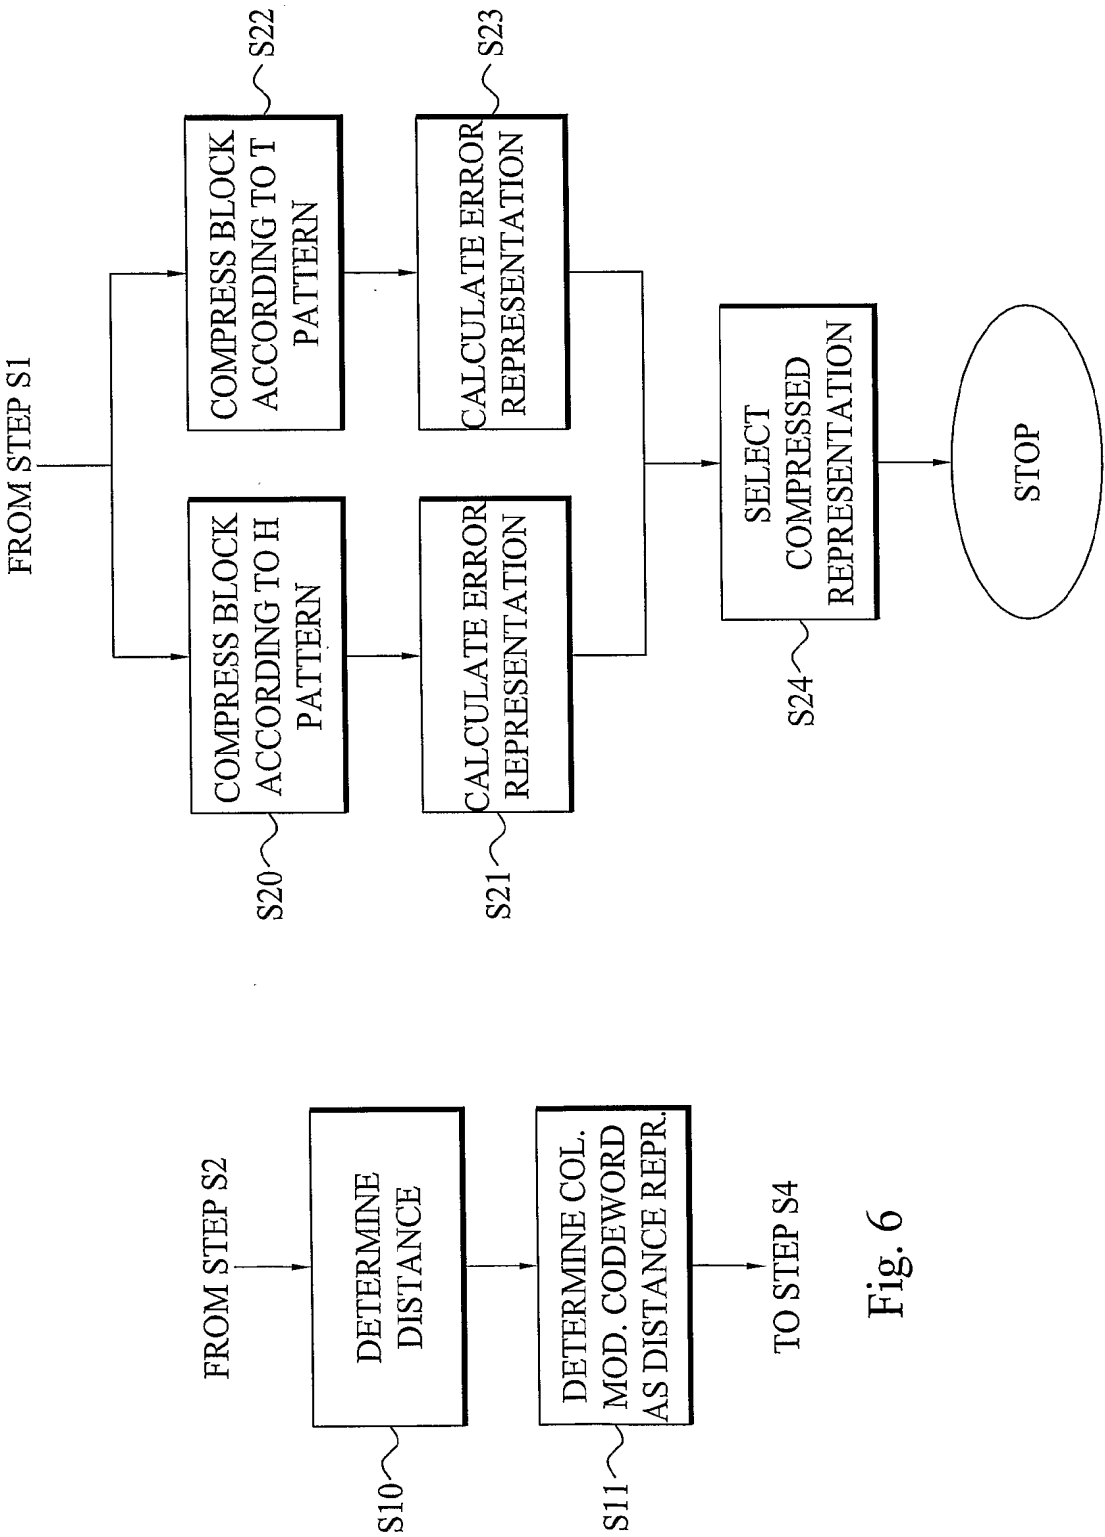 FROM STEP S2
DETERMINE
DISTANCE
S10
DETERMINE COL.
MOD. CODEWORD
AS DISTANCE REPR.
S11
TO STEP S4
Fig. 6
FROM STEP S1
COMPRESS BLOCK
ACCORDING TO H
PATTERN
S20
COMPRESS BLOCK
ACCORDING TO T
PATTERN
S22
CALCULATE ERROR
REPRESENTATION
S21
CALCULATE ERROR
REPRESENTATION
S23
SELECT
COMPRESSED
REPRESENTATION
S24
STOP